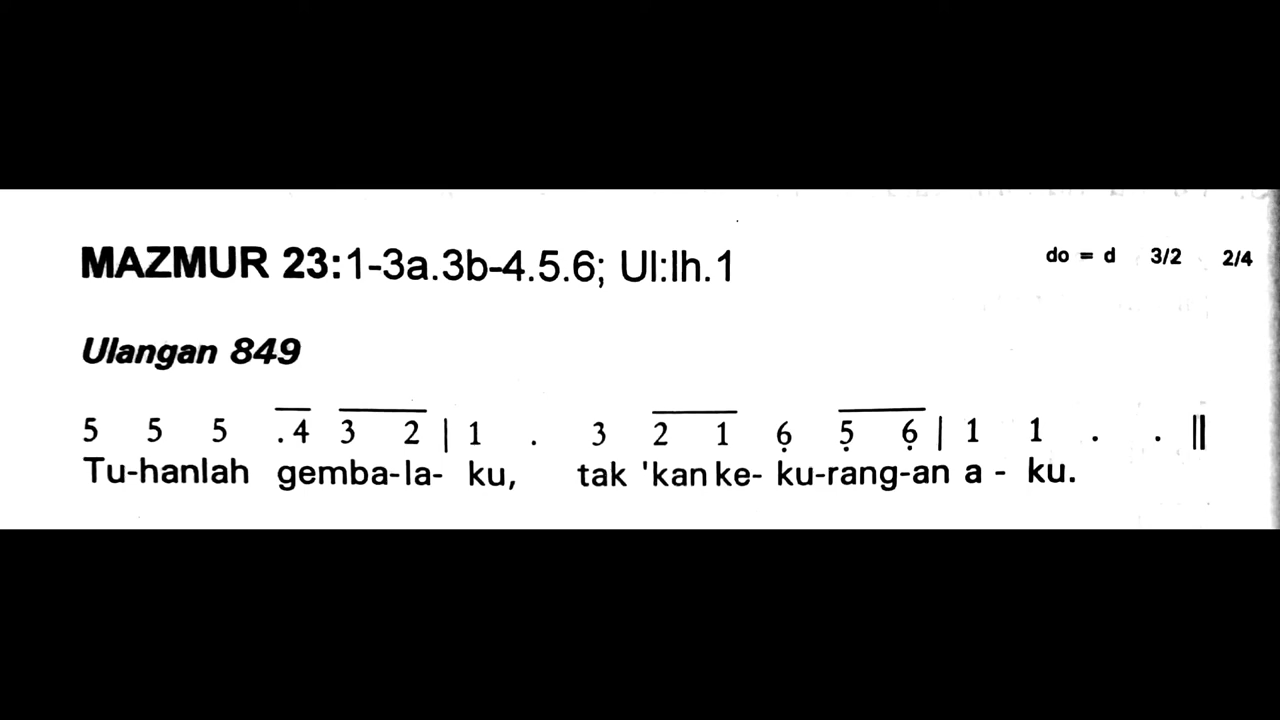 MAZMUR 23:1-3a.3b-4.5.6; Ul:lh.1 do = d 3/2 2/4
Ulangan 849
5 5 5 .4 3 2 | 1 . 3 2 1 6̣ 5̣ 6̣ | 1 1 . . ||
Tu-hanlah gemba-la- ku, tak 'kan ke- ku-rang-an a - ku.